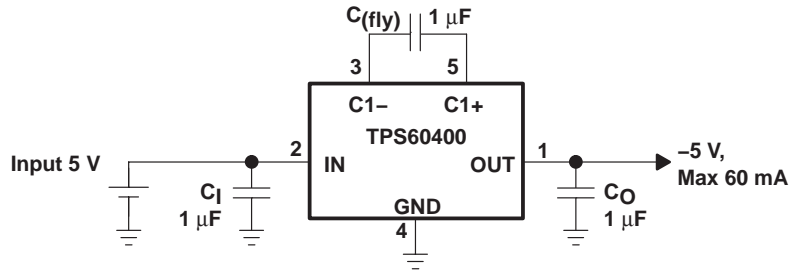 C(fly) 1 μF
3 5
C1− C1+
TPS60400
Input 5 V 2 IN OUT 1 −5 V,
Max 60 mA
CI
1 μF
GND
4
CO
1 μF